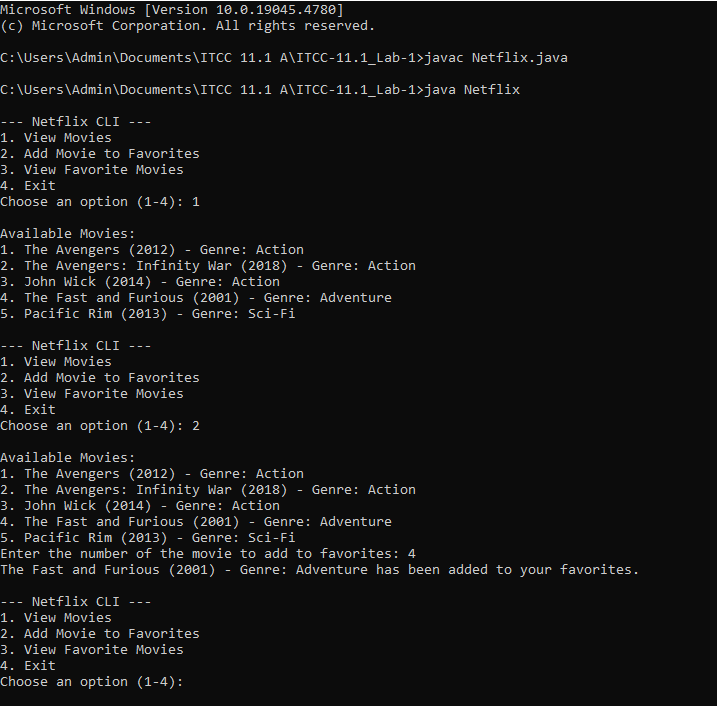 Microsoft Windows [Version 10.0.19045.4780]
(c) Microsoft Corporation. All rights reserved.
C:\Users\Admin\Documents\ITCC 11.1 A\ITCC-11.1_Lab-1>javac Netflix.java
C:\Users\Admin\Documents\ITCC 11.1 A\ITCC-11.1_Lab-1>java Netflix
--- Netflix CLI ---
1. View Movies
2. Add Movie to Favorites
3. View Favorite Movies
4. Exit
Choose an option (1-4): 1
Available Movies:
1. The Avengers (2012) - Genre: Action
2. The Avengers: Infinity War (2018) - Genre: Action
3. John Wick (2014) - Genre: Action
4. The Fast and Furious (2001) - Genre: Adventure
5. Pacific Rim (2013) - Genre: Sci-Fi
--- Netflix CLI ---
1. View Movies
2. Add Movie to Favorites
3. View Favorite Movies
4. Exit
Choose an option (1-4): 2
Available Movies:
1. The Avengers (2012) - Genre: Action
2. The Avengers: Infinity War (2018) - Genre: Action
3. John Wick (2014) - Genre: Action
4. The Fast and Furious (2001) - Genre: Adventure
5. Pacific Rim (2013) - Genre: Sci-Fi
Enter the number of the movie to add to favorites: 4
The Fast and Furious (2001) - Genre: Adventure has been added to your favorites.
--- Netflix CLI ---
1. View Movies
2. Add Movie to Favorites
3. View Favorite Movies
4. Exit
Choose an option (1-4):